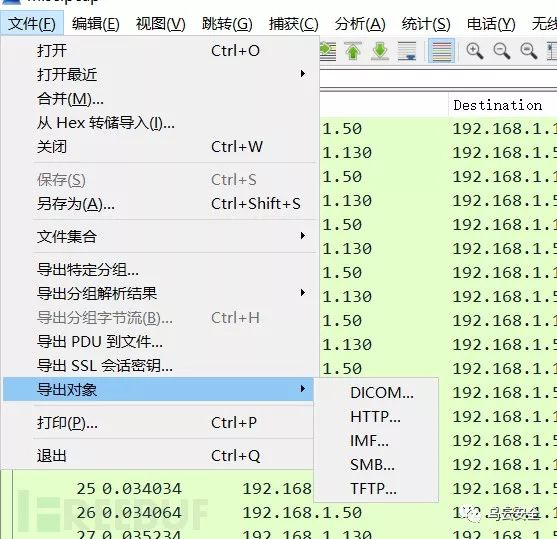 文件(F) 编辑(E) 视图(V) 跳转(G) 捕获(C) 分析(A) 统计(S) 电话(Y) 无线
打开 Ctrl+O
打开最近
合并(M)... Destination
从 Hex 转储导入(I)... 1.50 192.168.1.1
关闭 Ctrl+W 1.130 192.168.1.5
保存(S) Ctrl+S 1.50 192.168.1.1
另存为(A)... Ctrl+Shift+S 1.130 192.168.1.5
文件集合 1.50 192.168.1.1
1.130 192.168.1.5
导出特定分组... 1.50 192.168.1.1
导出分组解析结果 1.130 192.168.1.5
导出分组字节流(B)... Ctrl+H 1.50 192.168.1.1
导出 PDU 到文件... 1.130 192.168.1.5
导出 SSL 会话密钥... 1.50 192.168.1.1
导出对象 DICOM... 192.168.1.5
打印(P)... Ctrl+P HTTP... 192.168.1.1
IMF... 192.168.1.5
退出 Ctrl+Q SMB... 192.168.1.1
25 0.034034 192.168. TFTP... 192.168.1.5
26 0.034064 192.168.1 192.168.1.1
27 0.035234
FREEBUF
乌云安全